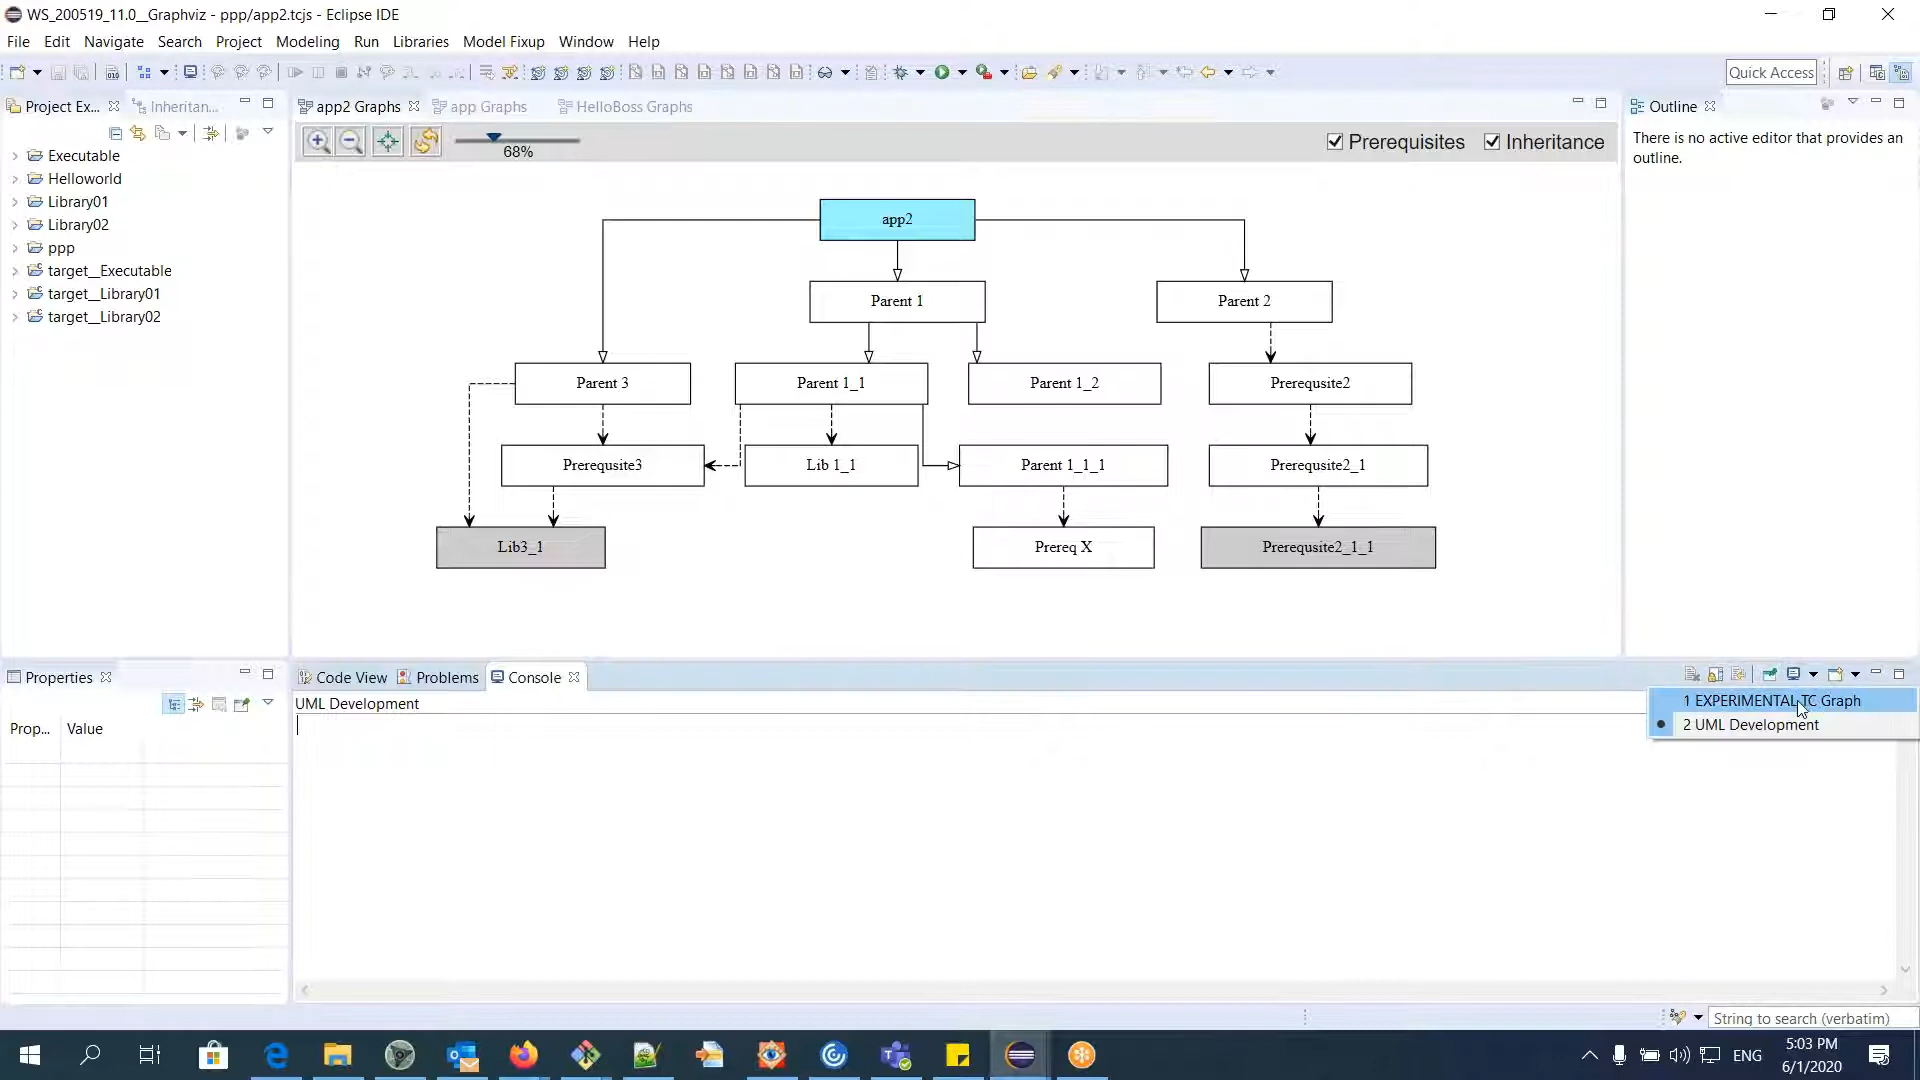 WS_200519_11.0__Graphviz - ppp/app2.tcjs - Eclipse IDE
File Edit Navigate Search Project Modeling Run Libraries Model Fixup Window Help
Quick Access
Project Ex... Inheritan...
app2 Graphs app Graphs HelloBoss Graphs
Outline
68%
Prerequisites Inheritance
There is no active editor that provides an
outline.
Executable
Helloworld
Library01
Library02
ppp
target__Executable
target__Library01
target__Library02
app2
Parent 1 Parent 2
Parent 3 Parent 1_1 Parent 1_2 Prerequsite2
Prerequsite3 Lib 1_1 Parent 1_1_1 Prerequsite2_1
Lib3_1 Prereq X Prerequsite2_1_1
Properties
Prop... Value
Code View Problems Console
UML Development
1 EXPERIMENTAL TC Graph
2 UML Development
String to search (verbatim)
ENG
5:03 PM
6/1/2020